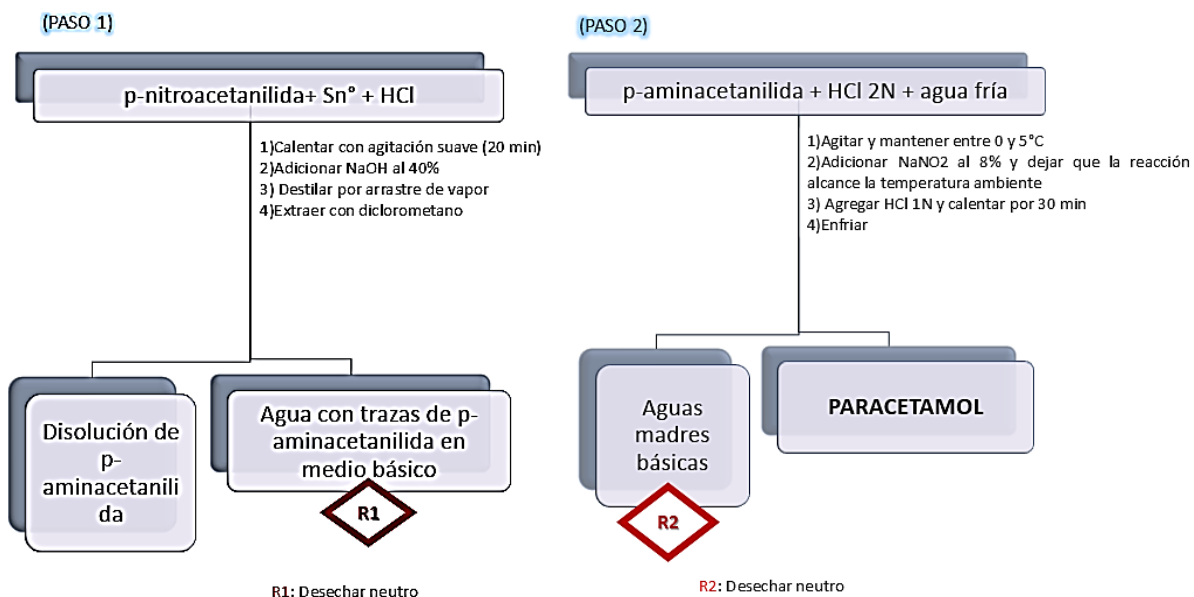 (PASO 1)
p-nitroacetanilida+ Sn° + HCl
1)Calentar con agitación suave (20 min)
2)Adicionar NaOH al 40%
3) Destilar por arrastre de vapor
4)Extraer con diclorometano
Disolución de
p-
aminacetanili
da
Agua con trazas de p-
aminacetanilida en
medio básico
R1
R1: Desechar neutro
(PASO 2)
p-aminacetanilida + HCl 2N + agua fría
1)Agitar y mantener entre 0 y 5°C
2)Adicionar NaNO2 al 8% y dejar que la reacción
alcance la temperatura ambiente
3) Agregar HCl 1N y calentar por 30 min
4)Enfriar
Aguas
madres
básicas
R2
PARACETAMOL
R2: Desechar neutro